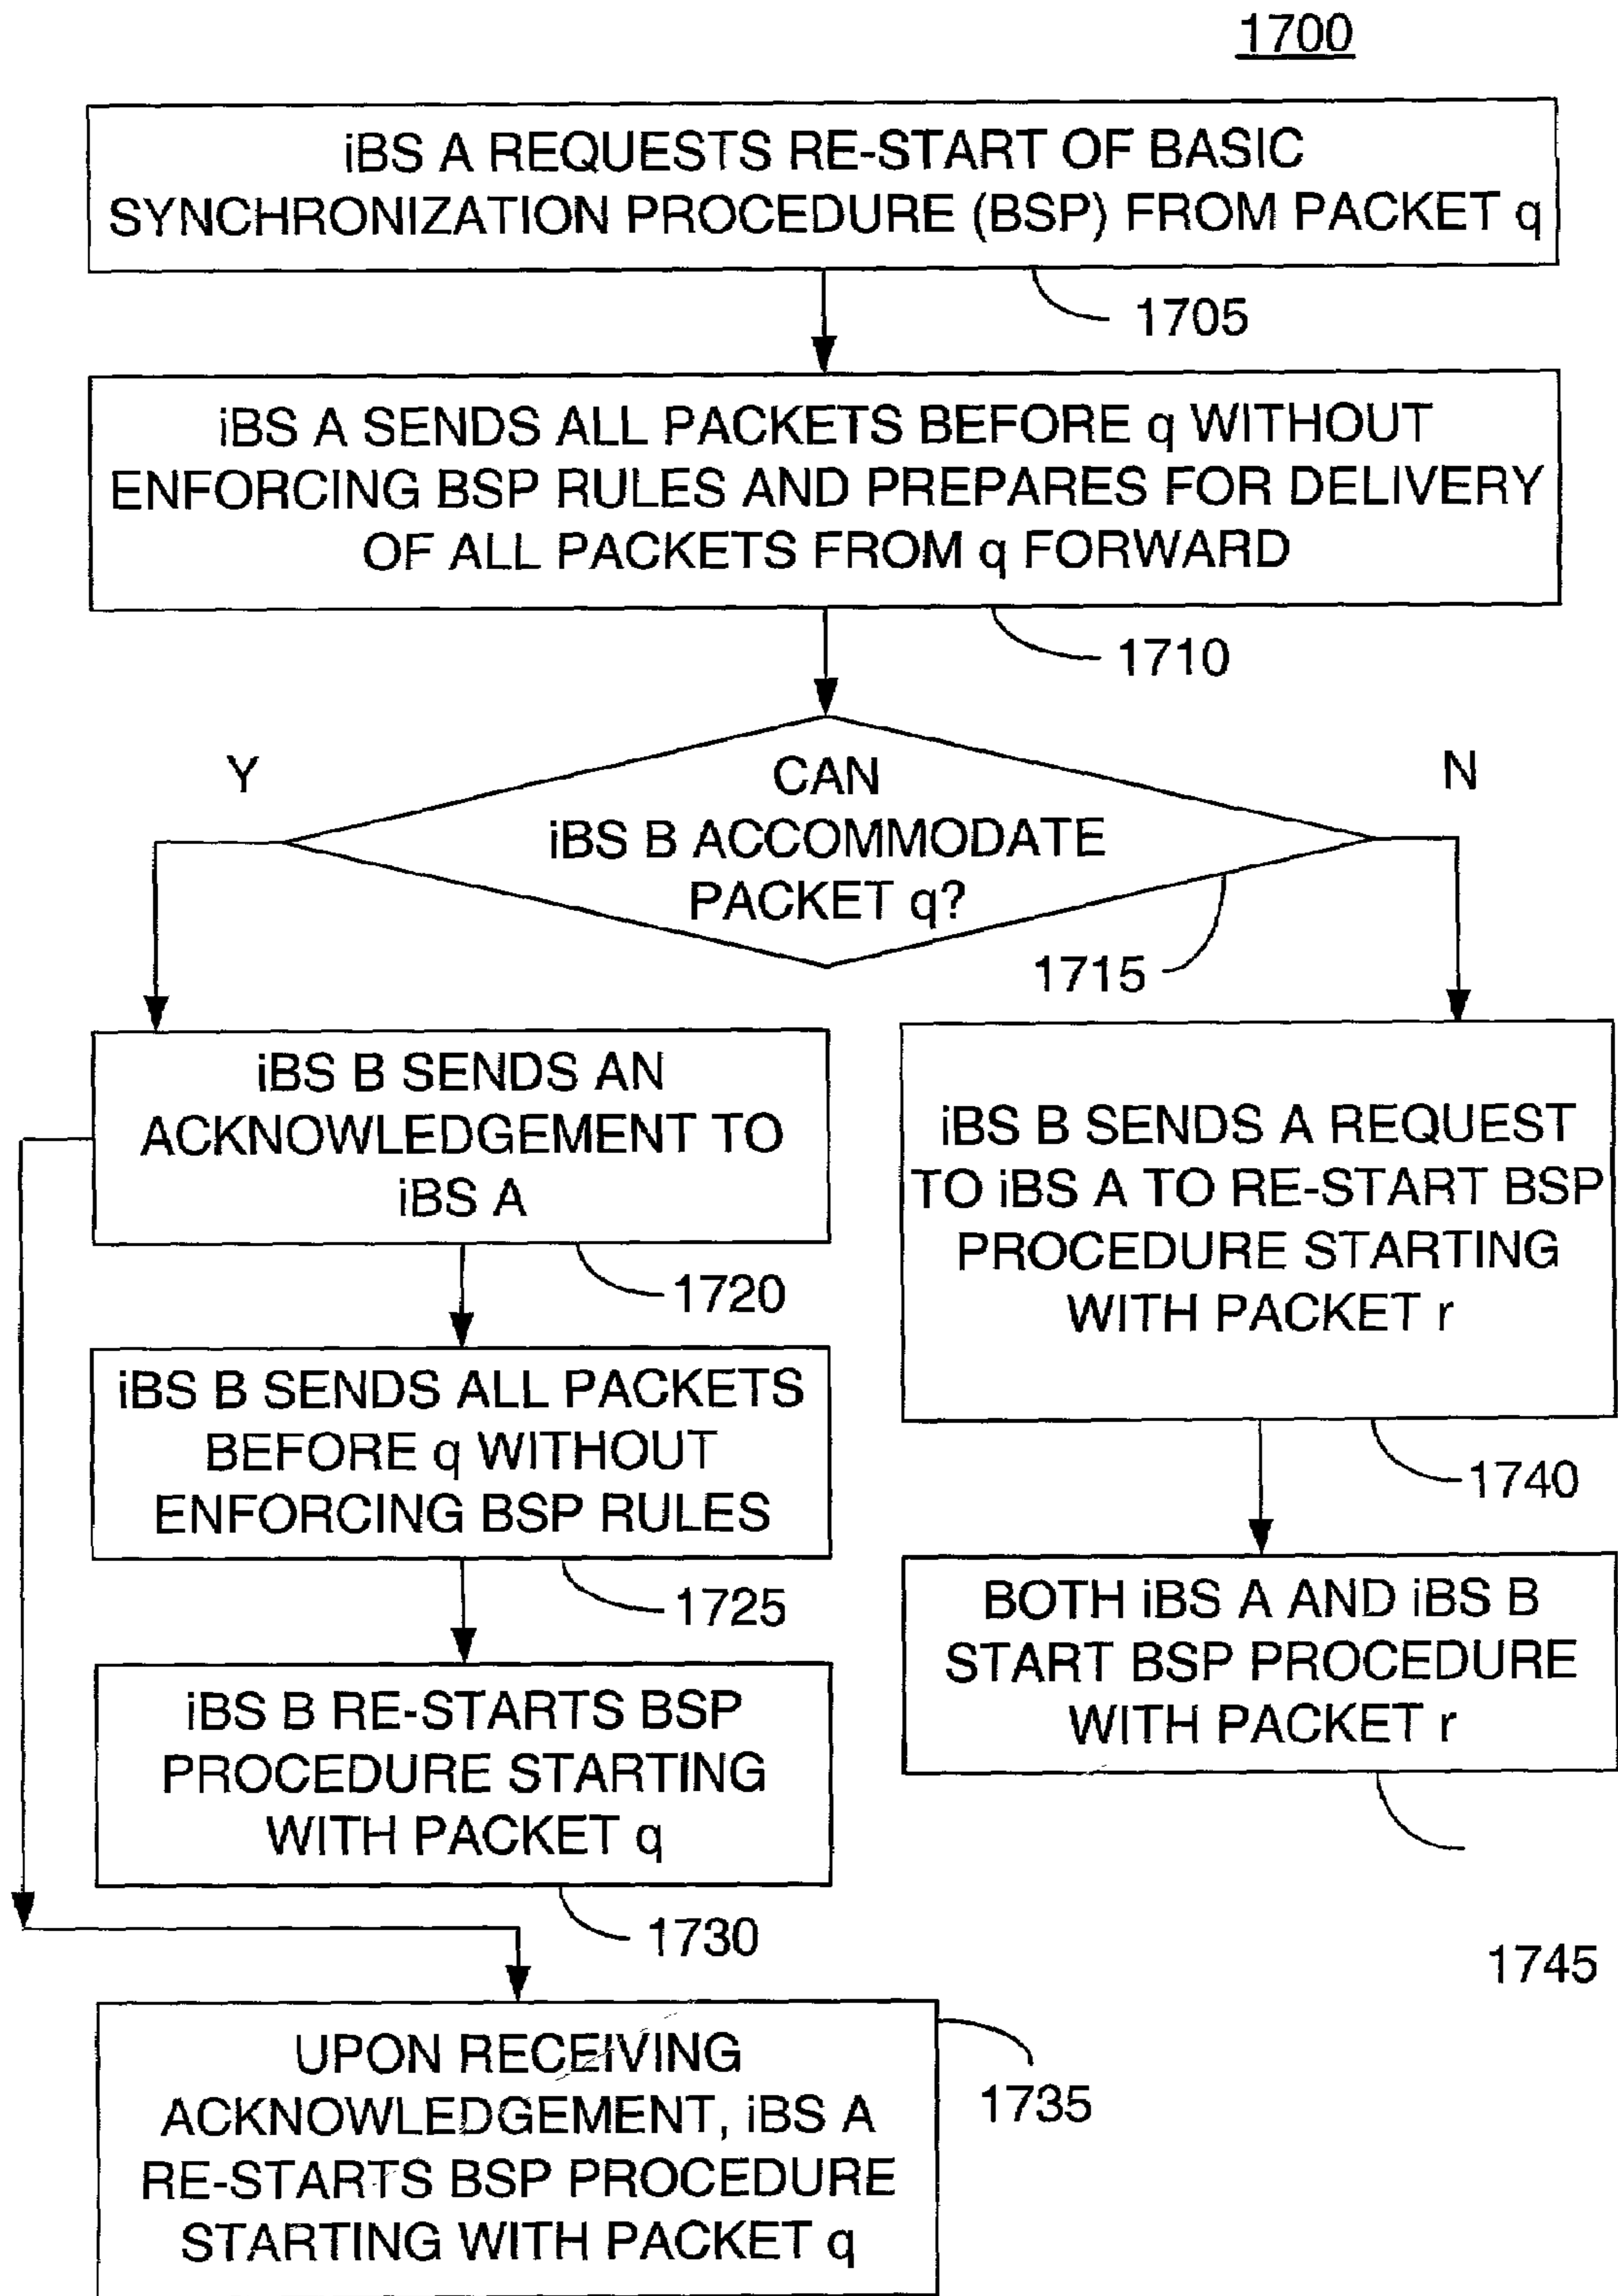 1700
iBS A REQUESTS RE-START OF BASIC
SYNCHRONIZATION PROCEDURE (BSP) FROM PACKET q
1705
iBS A SENDS ALL PACKETS BEFORE q WITHOUT
ENFORCING BSP RULES AND PREPARES FOR DELIVERY
OF ALL PACKETS FROM q FORWARD
1710
Y
CAN
iBS B ACCOMMODATE
PACKET q?
N
1715
iBS B SENDS AN
ACKNOWLEDGEMENT TO
iBS A
1720
iBS B SENDS ALL PACKETS
BEFORE q WITHOUT
ENFORCING BSP RULES
1725
iBS B RE-STARTS BSP
PROCEDURE STARTING
WITH PACKET q
1730
iBS B SENDS A REQUEST
TO iBS A TO RE-START BSP
PROCEDURE STARTING
WITH PACKET r
1740
BOTH iBS A AND iBS B
START BSP PROCEDURE
WITH PACKET r
1745
UPON RECEIVING
ACKNOWLEDGEMENT, iBS A
RE-STARTS BSP PROCEDURE
STARTING WITH PACKET q
1735